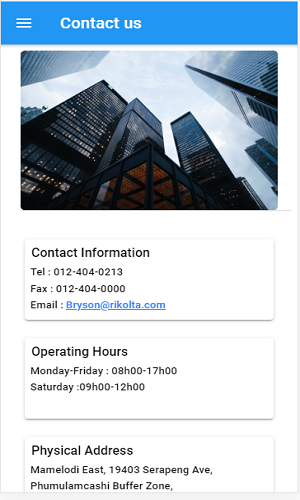 Contact us
Contact Information
Tel : 012-404-0213
Fax : 012-404-0000
Email : Bryson@rikolta.com
Operating Hours
Monday-Friday : 08h00-17h00
Saturday :09h00-12h00
Physical Address
Mamelodi East, 19403 Serapeng Ave,
Phumulamcashi Buffer Zone,